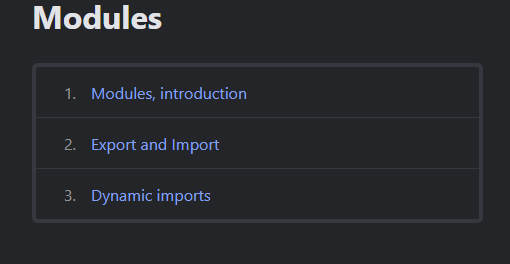 Modules
1. Modules, introduction
2. Export and Import
3. Dynamic imports